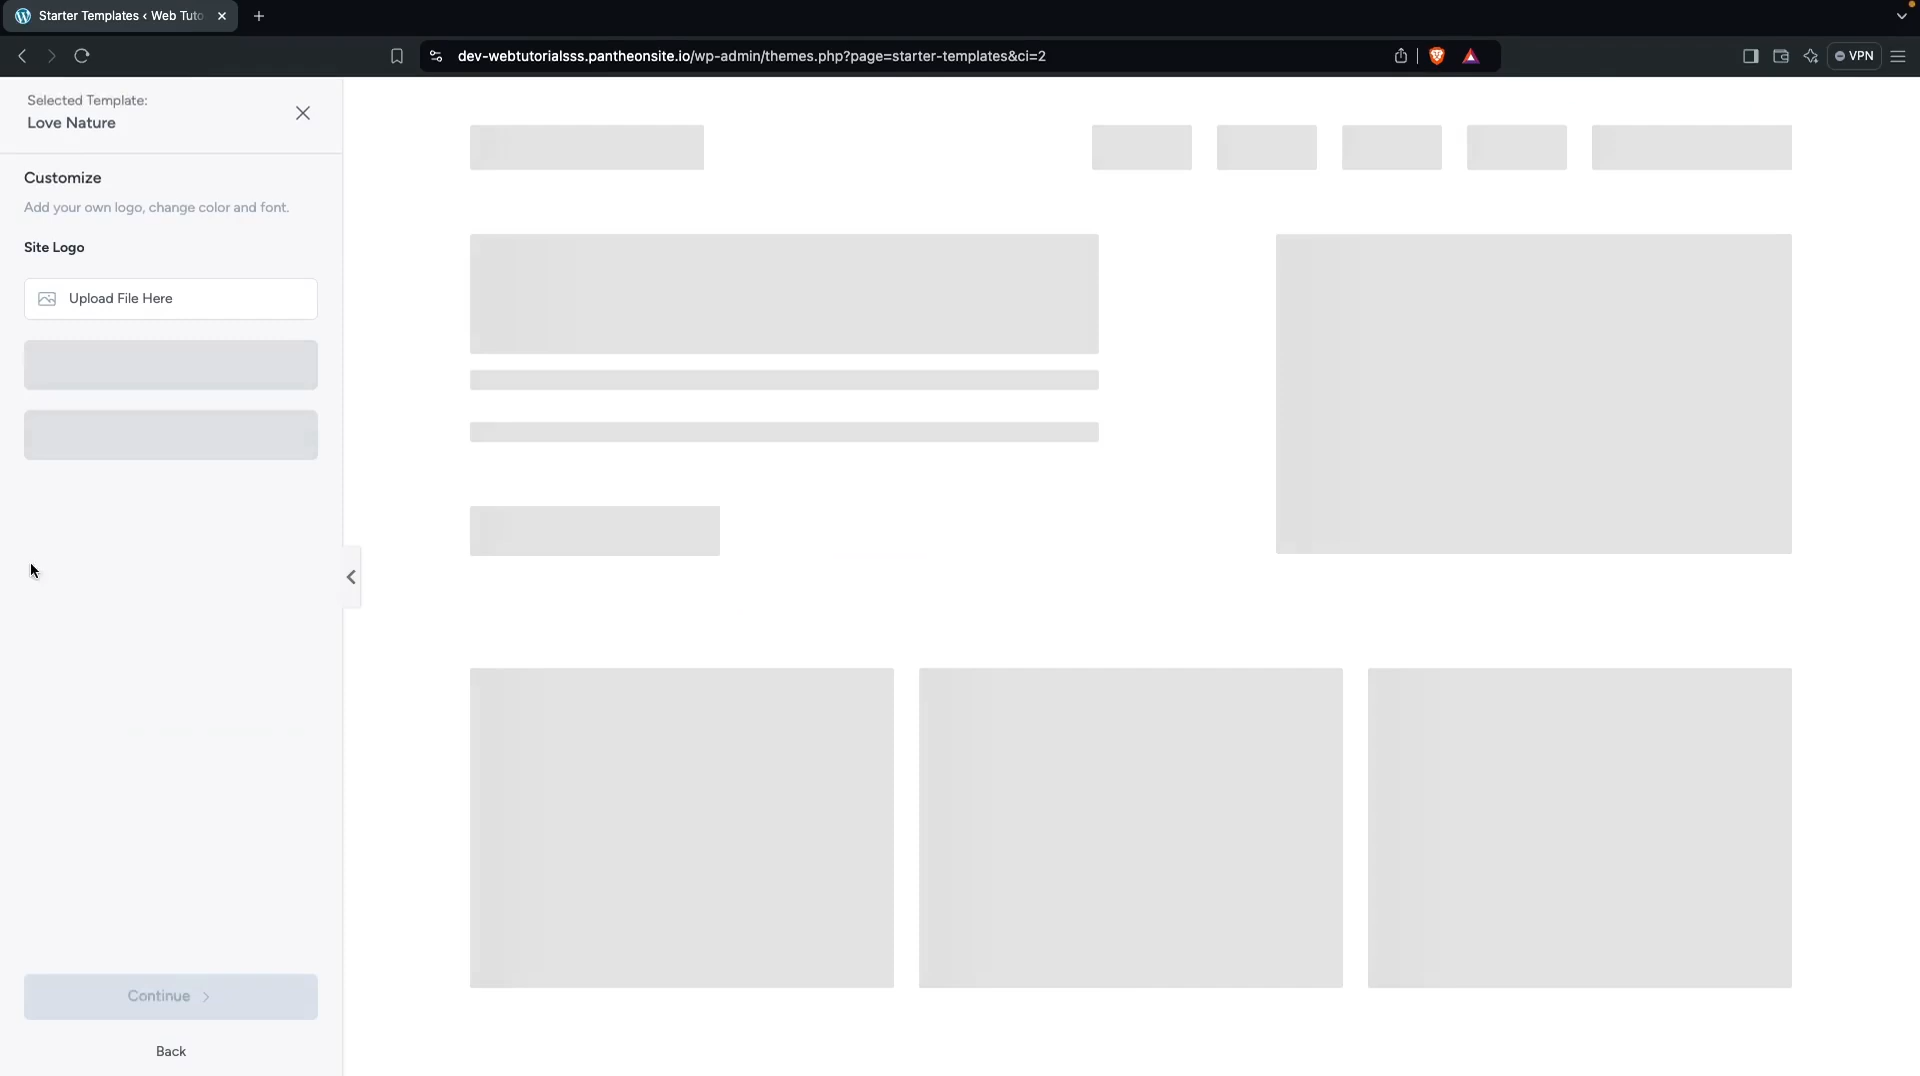 Starter Templates ‹ Web Tuto
dev-webtutorialsss.pantheonsite.io/wp-admin/themes.php?page=starter-templates&ci=2
VPN
Selected Template:
Love Nature
Customize
Add your own logo, change color and font.
Site Logo
Upload File Here
Continue
Back